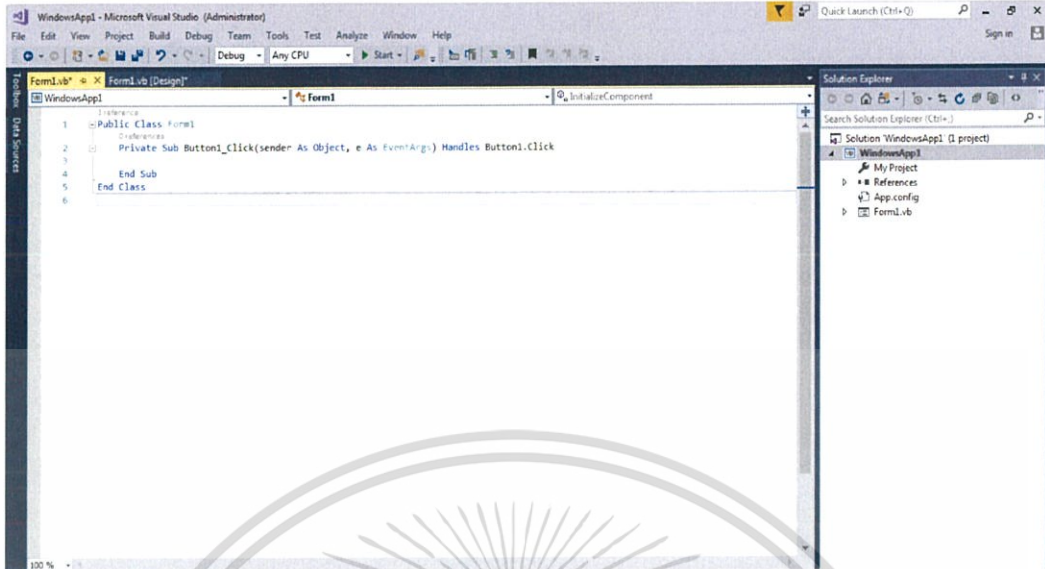 WindowsApp1 - Microsoft Visual Studio (Administrator)
Quick Launch (Ctrl+Q)
File Edit View Project Build Debug Team Tools Test Analyze Window Help
Sign in
Debug Any CPU Start
Toolbox
Data Sources
Form1.vb* Form1.vb [Design]*
WindowsApp1 Form1 InitializeComponent
1 reference
1 Public Class Form1
0 references
2 Private Sub Button1_Click(sender As Object, e As EventArgs) Handles Button1.Click
3
4 End Sub
5 End Class
6
100 %
Solution Explorer
Search Solution Explorer (Ctrl+;)
Solution 'WindowsApp1' (1 project)
WindowsApp1
My Project
References
App.config
Form1.vb